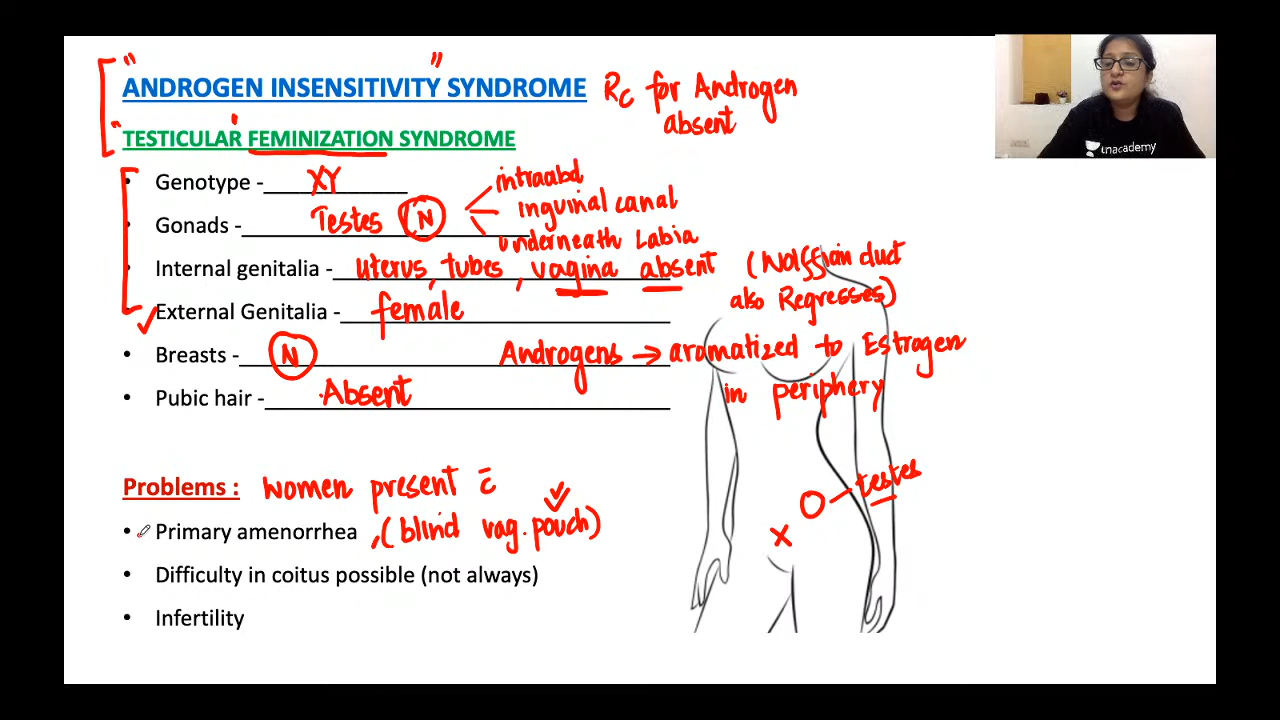 "ANDROGEN INSENSITIVITY" SYNDROME Rc for Androgen
absent
"TESTICULAR" FEMINIZATION SYNDROME
• Genotype - XY
• Gonads - Testes (N) intraabd
inguinal canal
underneath Labia
• Internal genitalia - uterus, tubes, vagina absent (Wolffian duct
also Regresses)
✓ External Genitalia - female
• Breasts - (N) Androgens → aromatized to Estrogen
in periphery
• Pubic hair - Absent
Problems : women present c̄
• Primary amenorrhea, (blind vag. pouch)
• Difficulty in coitus possible (not always)
• Infertility
O - testes
X
unacademy